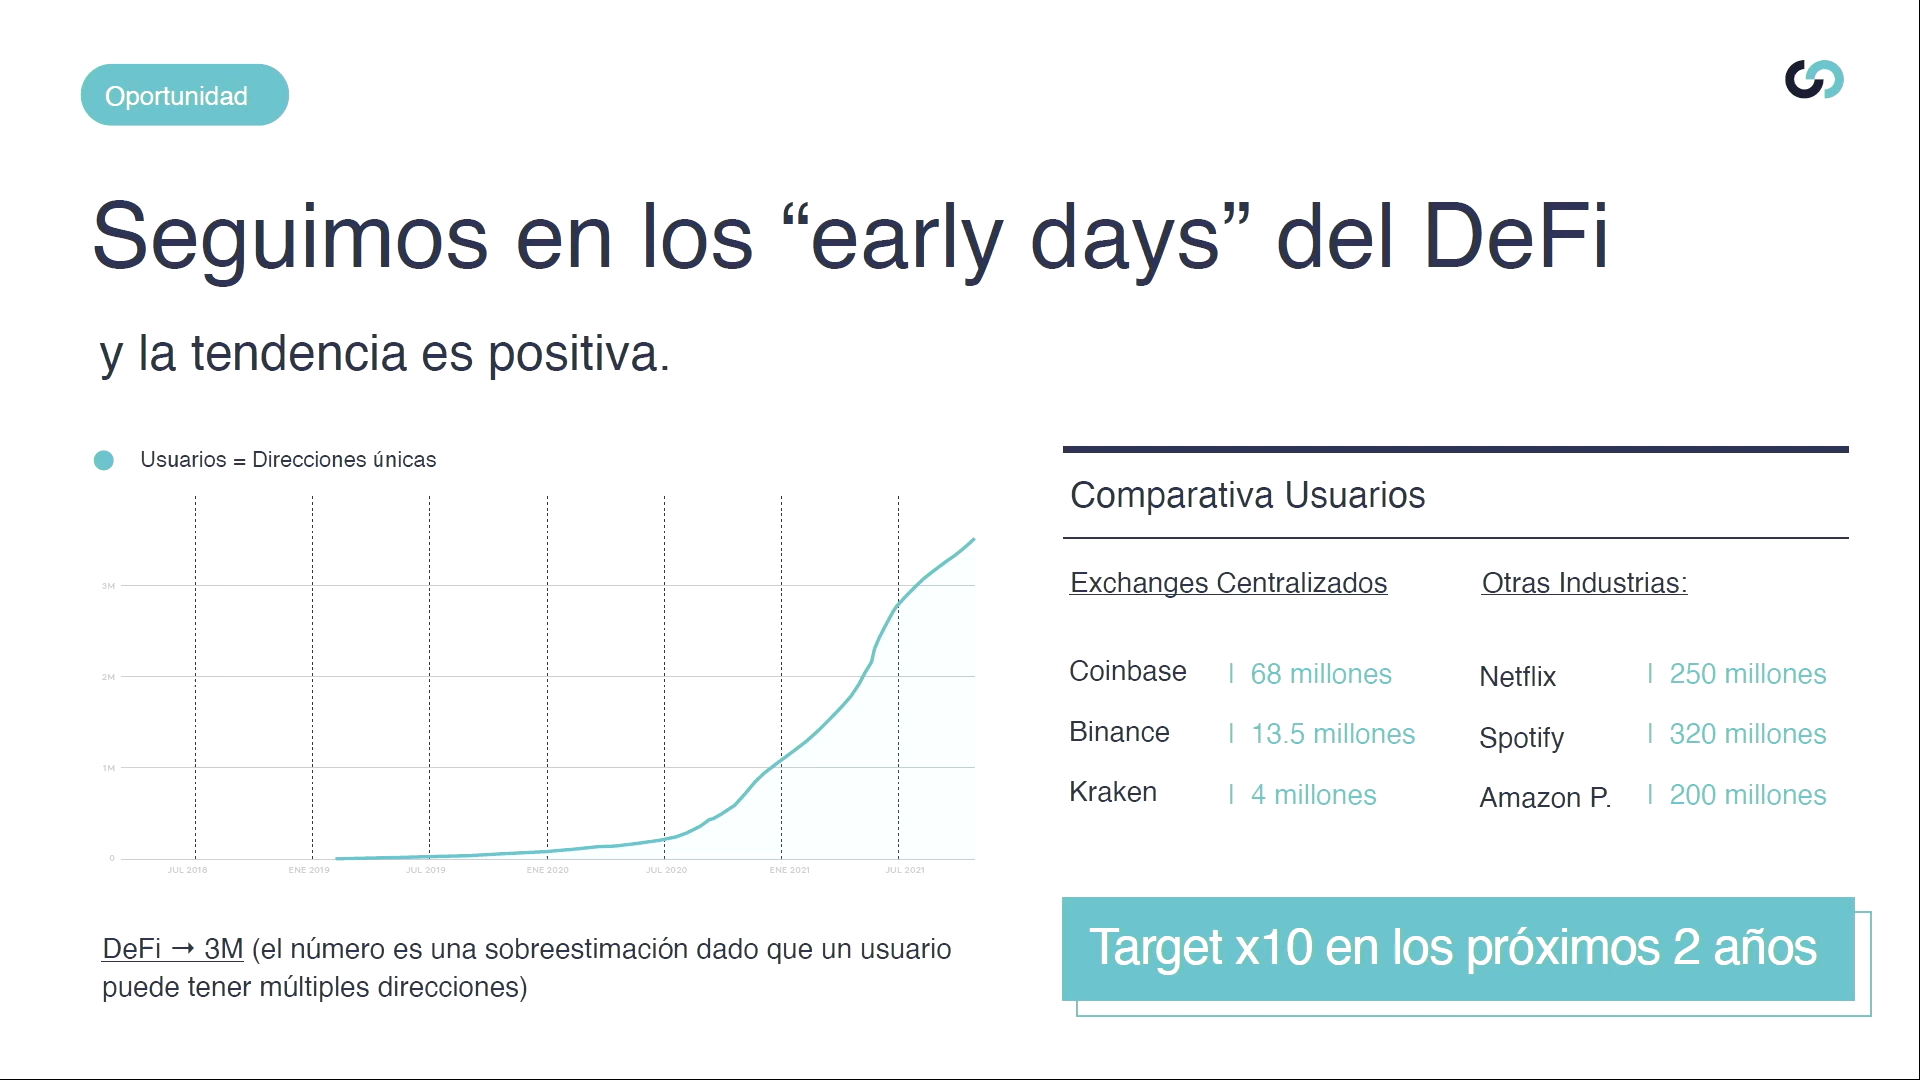 Oportunidad
Seguimos en los “early days” del DeFi
y la tendencia es positiva.
Usuarios = Direcciones únicas
3M
2M
1M
0
JUL 2018
ENE 2019
JUL 2019
ENE 2020
JUL 2020
ENE 2021
JUL 2021
DeFi → 3M (el número es una sobreestimación dado que un usuario
puede tener múltiples direcciones)
Comparativa Usuarios
Exchanges Centralizados
Coinbase | 68 millones
Binance | 13.5 millones
Kraken | 4 millones
Otras Industrias:
Netflix | 250 millones
Spotify | 320 millones
Amazon P. | 200 millones
Target x10 en los próximos 2 años